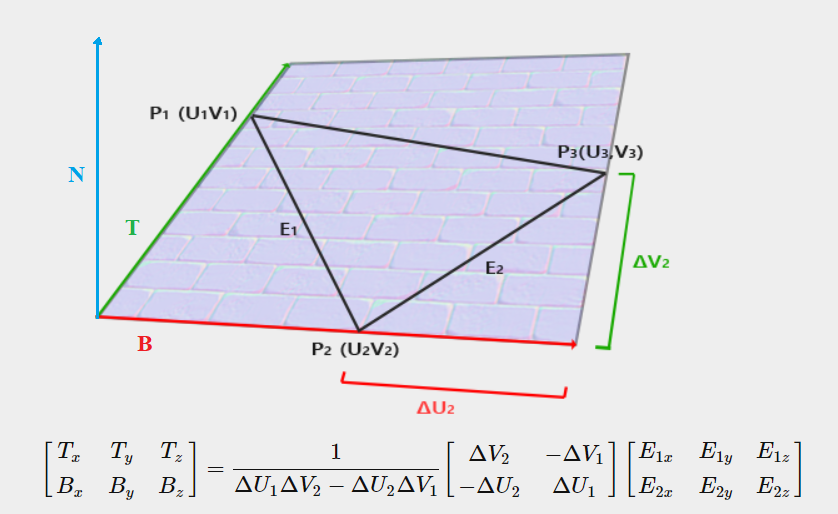 P1 (U1V1)
P3(U3,V3)
N
T
E1
ΔV2
E2
B
P2 (U2V2)
ΔU2
[Tx Ty Tz] = 1 [ΔV2 -ΔV1] [E1x E1y E1z]
[Bx By Bz] ΔU1ΔV2 − ΔU2ΔV1 [-ΔU2 ΔU1] [E2x E2y E2z]